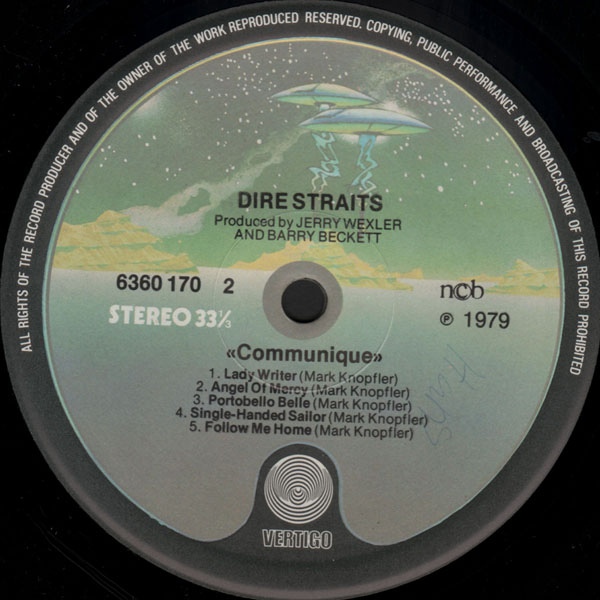 ALL RIGHTS OF THE RECORD PRODUCER AND OF THE OWNER OF THE WORK REPRODUCED RESERVED. COPYING, PUBLIC PERFORMANCE AND BROADCASTING OF THIS RECORD PROHIBITED
DIRE STRAITS
Produced by JERRY WEXLER
AND BARRY BECKETT
6360 170 2
ncb
STEREO 33⅓
℗ 1979
«Communique»
1. Lady Writer (Mark Knopfler)
2. Angel Of Mercy (Mark Knopfler)
3. Portobello Belle (Mark Knopfler)
4. Single-Handed Sailor (Mark Knopfler)
5. Follow Me Home (Mark Knopfler)
VERTIGO